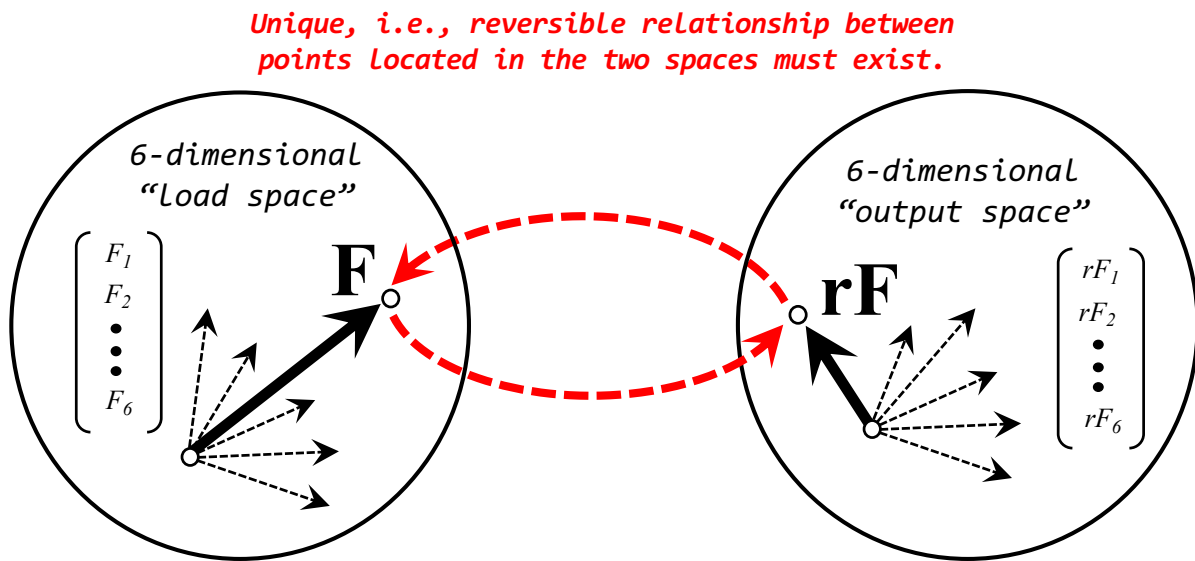 Unique, i.e., reversible relationship between
points located in the two spaces must exist.
6-dimensional
“load space”
F1
F2
F6
F
6-dimensional
“output space”
rF
rF1
rF2
rF6